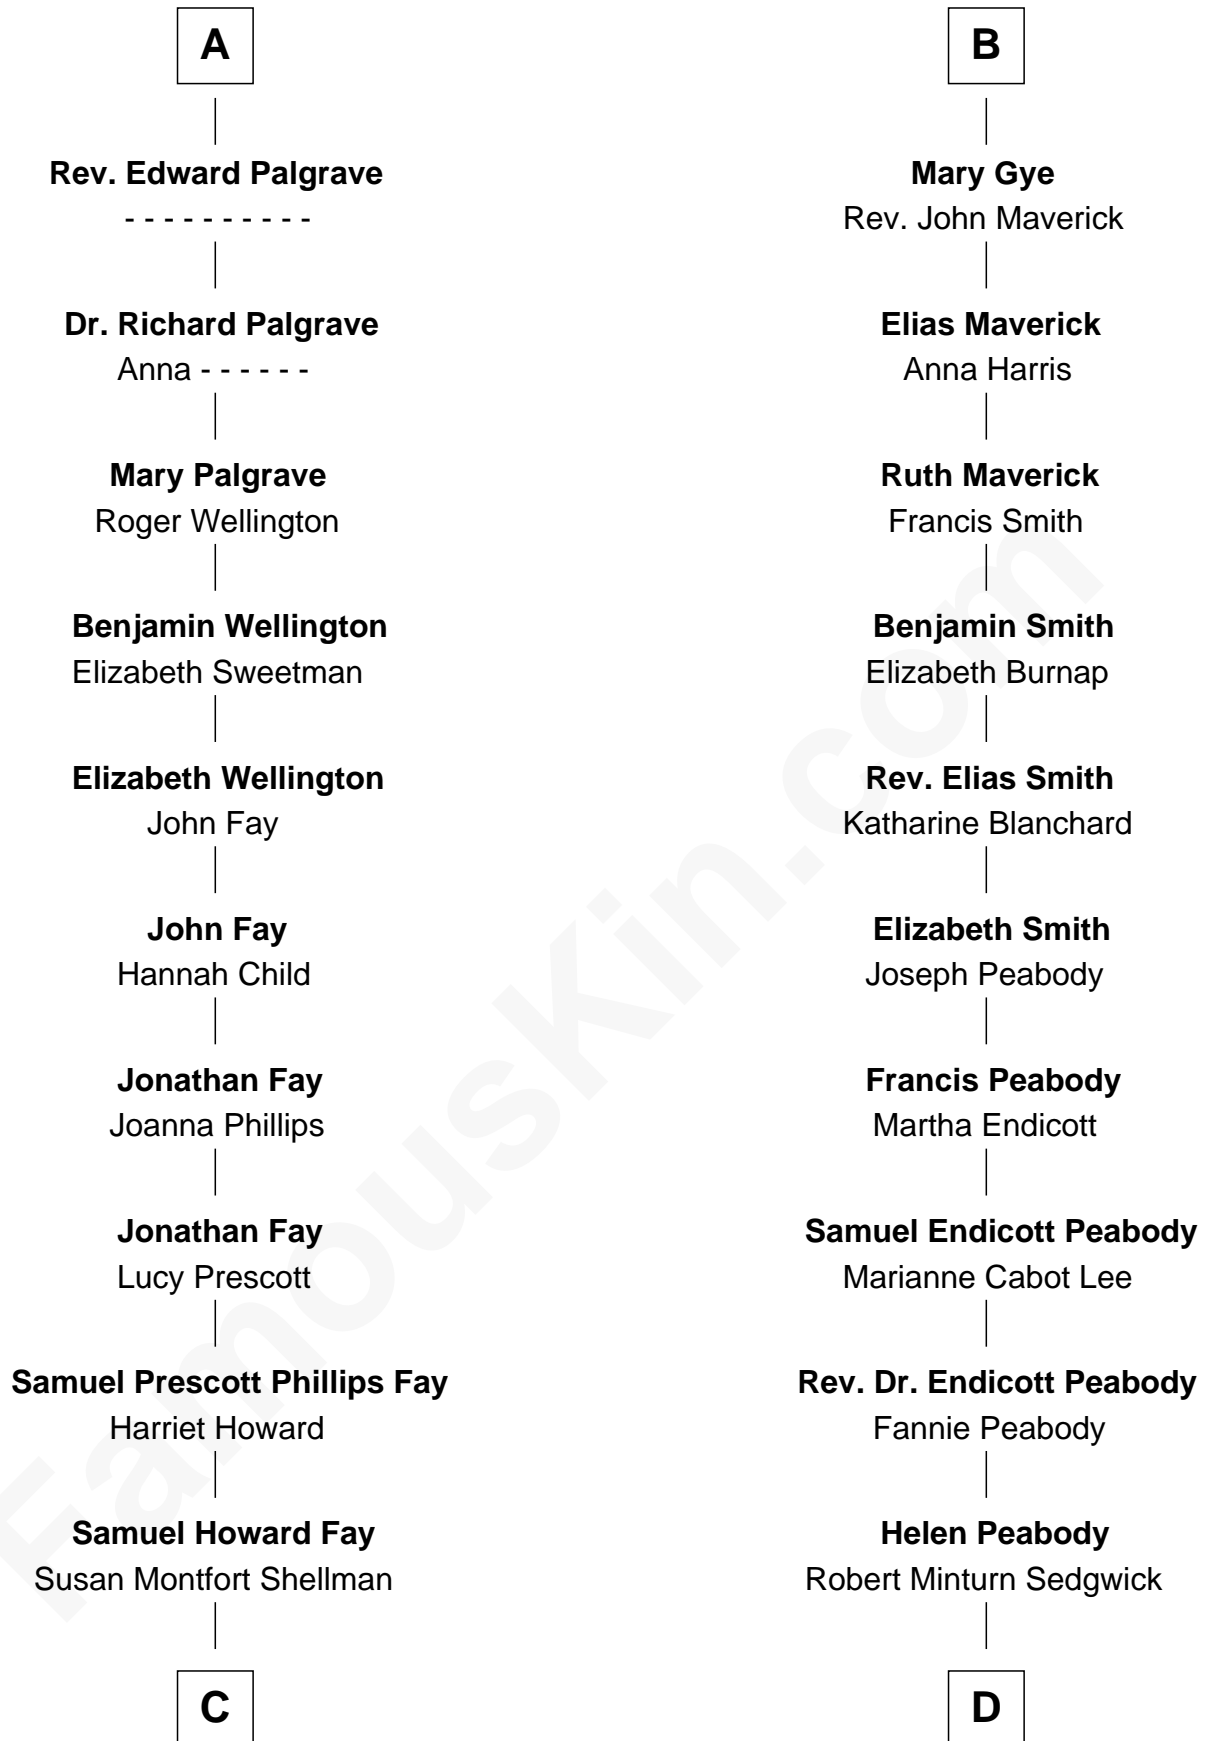 A
Rev. Edward Palgrave
- - - - - - - - - -
Dr. Richard Palgrave
Anna - - - - - -
Mary Palgrave
Roger Wellington
Benjamin Wellington
Elizabeth Sweetman
Elizabeth Wellington
John Fay
John Fay
Hannah Child
Jonathan Fay
Joanna Phillips
Jonathan Fay
Lucy Prescott
Samuel Prescott Phillips Fay
Harriet Howard
Samuel Howard Fay
Susan Montfort Shellman
C
B
Mary Gye
Rev. John Maverick
Elias Maverick
Anna Harris
Ruth Maverick
Francis Smith
Benjamin Smith
Elizabeth Burnap
Rev. Elias Smith
Katharine Blanchard
Elizabeth Smith
Joseph Peabody
Francis Peabody
Martha Endicott
Samuel Endicott Peabody
Marianne Cabot Lee
Rev. Dr. Endicott Peabody
Fannie Peabody
Helen Peabody
Robert Minturn Sedgwick
D
FamousKin.com